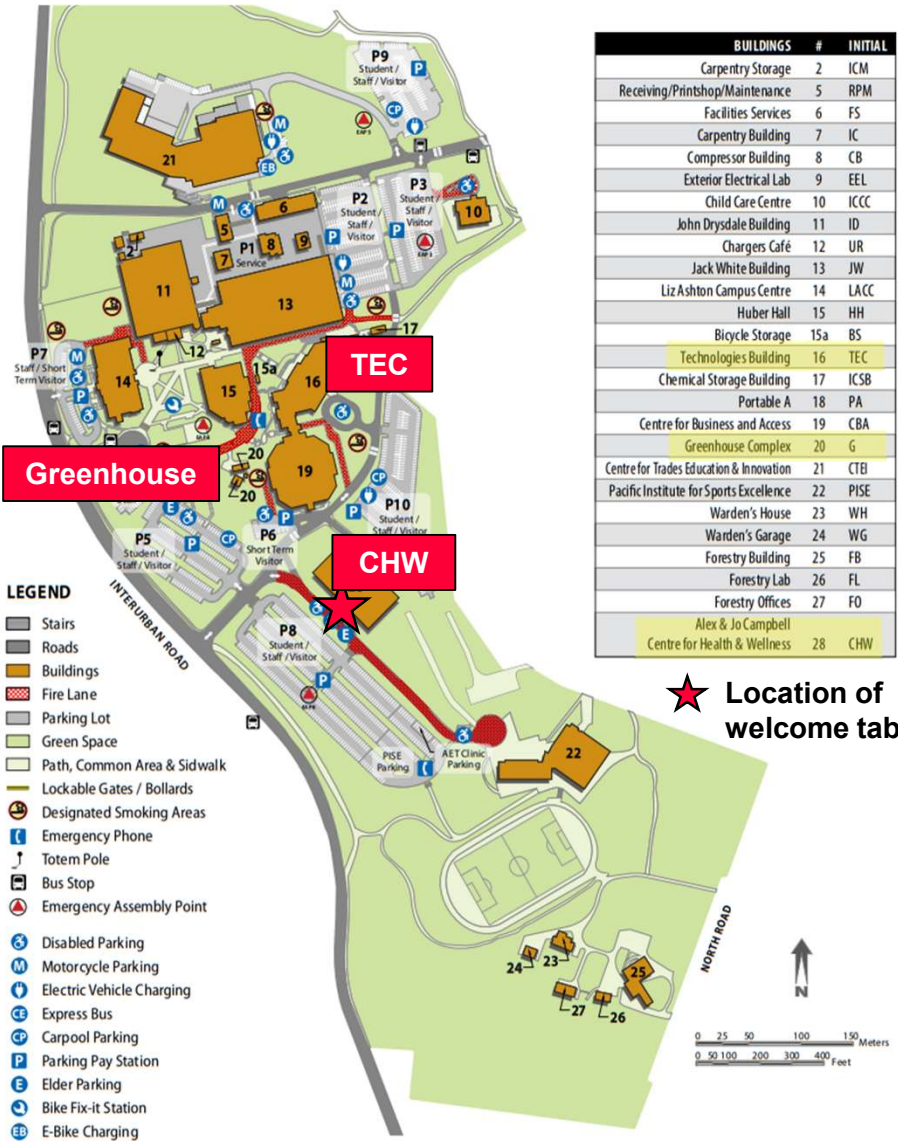 P9
Student /
Staff / Visitor
P
CP
EAP 5
M
EB
21
P3
Student /
Staff /
Visitor
P2
Student /
Staff /
Visitor
10
6
M
5
P
P
P1
Service
7
8
9
2
11
13
M
17
12
P7
Staff / Short
Term Visitor
M
P
14
15
15a
16
TEC
Greenhouse
20
20
19
CP
P
P10
Student /
Staff / Visitor
P5
Student /
Staff / Visitor
E
P
CP
P6
Short Term
Visitor
P
CHW
E
P8
Student /
Staff / Visitor
P
INTERURBAN ROAD
PISE
Parking
AET Clinic
Parking
22
NORTH ROAD
24
23
25
27
26
N
0 25 50 100 150 Meters
0 50 100 200 300 400 Feet
BUILDINGS # INITIAL
Carpentry Storage 2 ICM
Receiving/Printshop/Maintenance 5 RPM
Facilities Services 6 FS
Carpentry Building 7 IC
Compressor Building 8 CB
Exterior Electrical Lab 9 EEL
Child Care Centre 10 ICCC
John Drysdale Building 11 ID
Chargers Café 12 UR
Jack White Building 13 JW
Liz Ashton Campus Centre 14 LACC
Huber Hall 15 HH
Bicycle Storage 15a BS
Technologies Building 16 TEC
Chemical Storage Building 17 ICSB
Portable A 18 PA
Centre for Business and Access 19 CBA
Greenhouse Complex 20 G
Centre for Trades Education & Innovation 21 CTEI
Pacific Institute for Sports Excellence 22 PISE
Warden's House 23 WH
Warden's Garage 24 WG
Forestry Building 25 FB
Forestry Lab 26 FL
Forestry Offices 27 FO
Alex & Jo Campbell
Centre for Health & Wellness 28 CHW
Location of
welcome tab
LEGEND
Stairs
Roads
Buildings
Fire Lane
Parking Lot
Green Space
Path, Common Area & Sidwalk
Lockable Gates / Bollards
Designated Smoking Areas
Emergency Phone
Totem Pole
Bus Stop
Emergency Assembly Point
Disabled Parking
M Motorcycle Parking
Electric Vehicle Charging
CE Express Bus
CP Carpool Parking
P Parking Pay Station
E Elder Parking
Bike Fix-it Station
EB E-Bike Charging